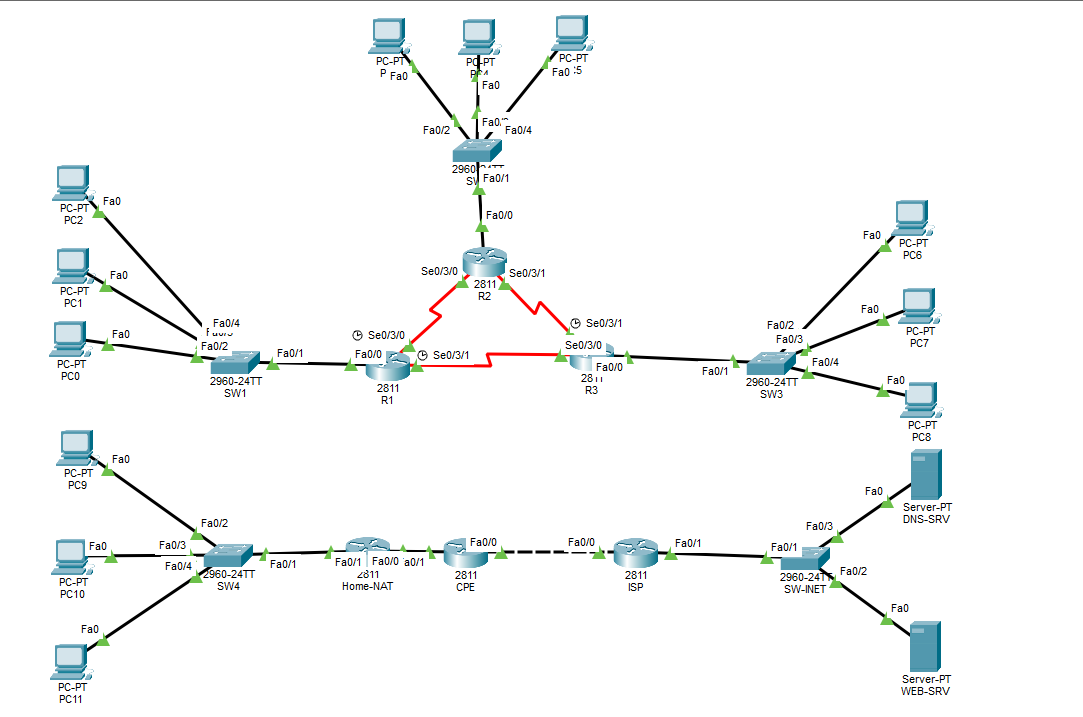 PC-PT
Fa0
PC-PT
Fa0
PC-PT
Fa0
Fa0/2
Fa0/4
SW
Fa0/1
Fa0/0
PC-PT
PC2
Fa0
PC-PT
PC1
Fa0
PC-PT
PC0
Fa0
Fa0/4
Fa0/2
2960-24TT
SW1
Fa0/1
Se0/3/0
Se0/3/1
2811
R2
Se0/3/0
Fa0/0
Se0/3/1
2811
R1
Se0/3/1
Se0/3/0
Fa0/0
R3
Fa0/1
Fa0/2
Fa0/3
Fa0/4
2960-24TT
SW3
Fa0
PC-PT
PC6
Fa0
PC-PT
PC7
Fa0
PC-PT
PC8
Fa0
PC-PT
PC9
Fa0
PC-PT
PC10
Fa0
PC-PT
PC11
Fa0/2
Fa0/3
Fa0/4
2960-24TT
SW4
Fa0/1
Fa0/1
Fa0/0
2811
Home-NAT
Fa0/0
2811
CPE
Fa0/0
Fa0/1
2811
ISP
Fa0/1
Fa0/3
Fa0/2
2960-24TT
SW-INET
Fa0
Server-PT
DNS-SRV
Fa0
Server-PT
WEB-SRV